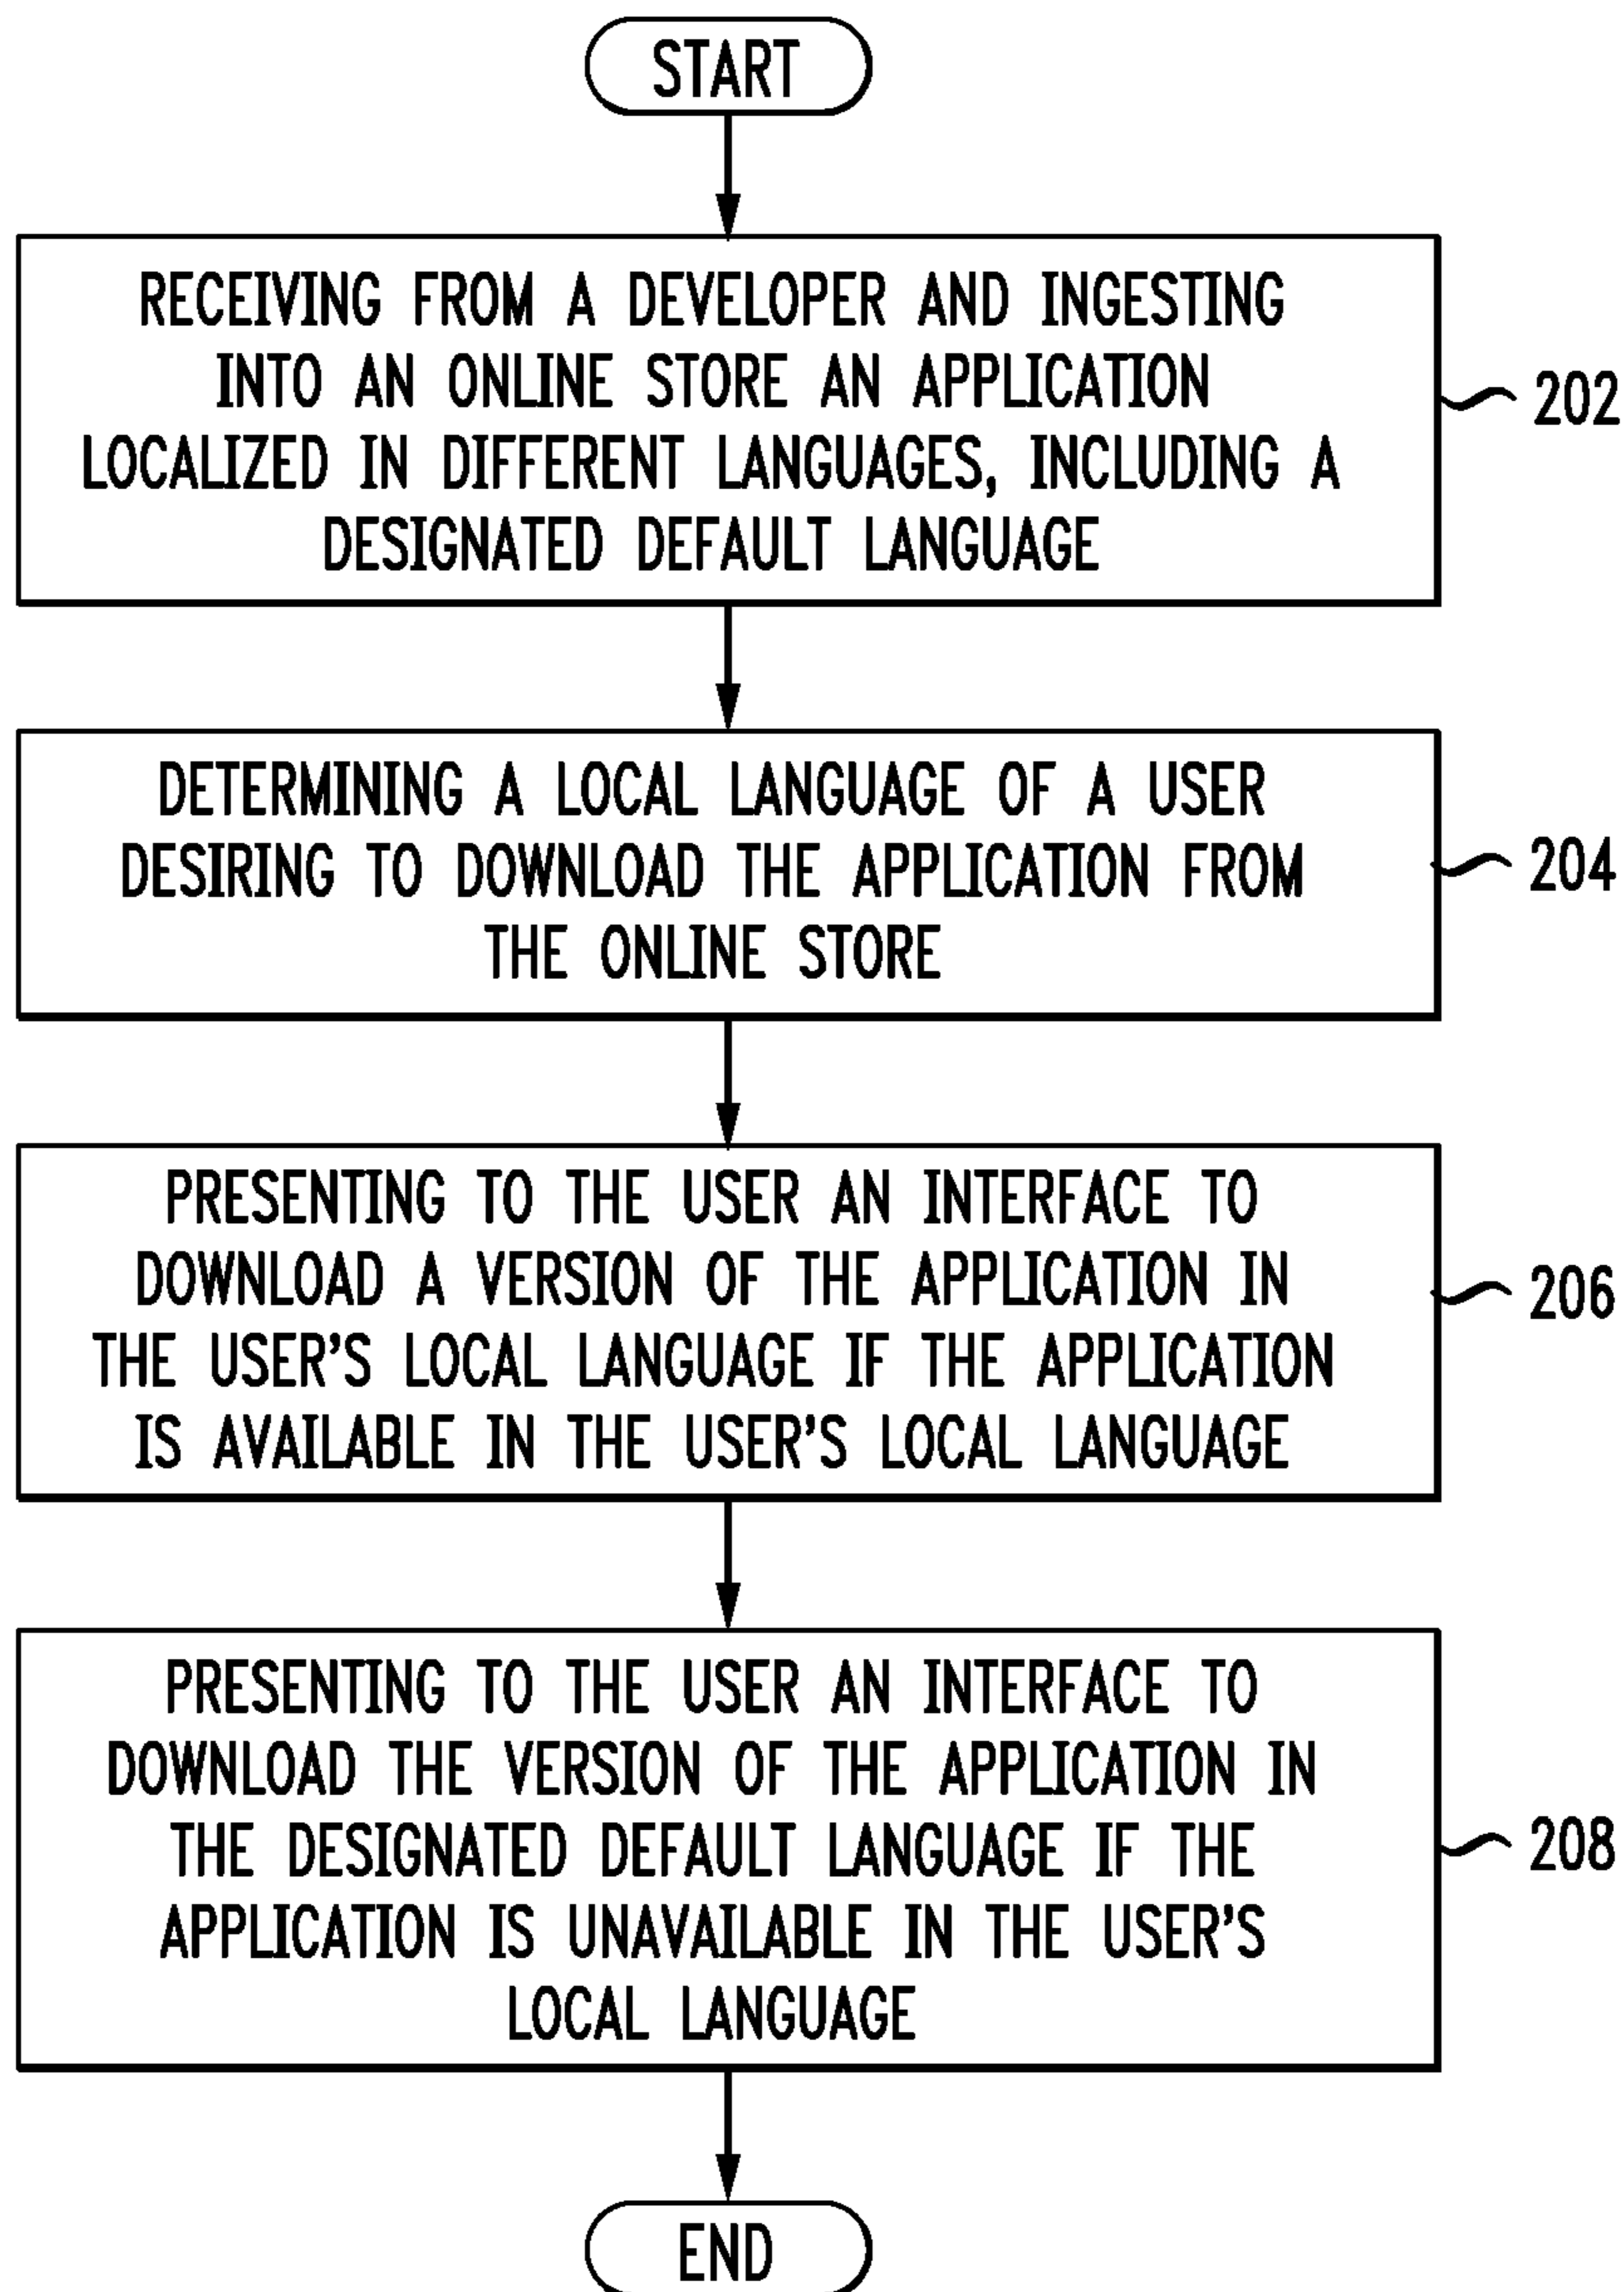 START
RECEIVING FROM A DEVELOPER AND INGESTING
INTO AN ONLINE STORE AN APPLICATION
LOCALIZED IN DIFFERENT LANGUAGES, INCLUDING A
DESIGNATED DEFAULT LANGUAGE
202
DETERMINING A LOCAL LANGUAGE OF A USER
DESIRING TO DOWNLOAD THE APPLICATION FROM
THE ONLINE STORE
204
PRESENTING TO THE USER AN INTERFACE TO
DOWNLOAD A VERSION OF THE APPLICATION IN
THE USER'S LOCAL LANGUAGE IF THE APPLICATION
IS AVAILABLE IN THE USER'S LOCAL LANGUAGE
206
PRESENTING TO THE USER AN INTERFACE TO
DOWNLOAD THE VERSION OF THE APPLICATION IN
THE DESIGNATED DEFAULT LANGUAGE IF THE
APPLICATION IS UNAVAILABLE IN THE USER'S
LOCAL LANGUAGE
208
END